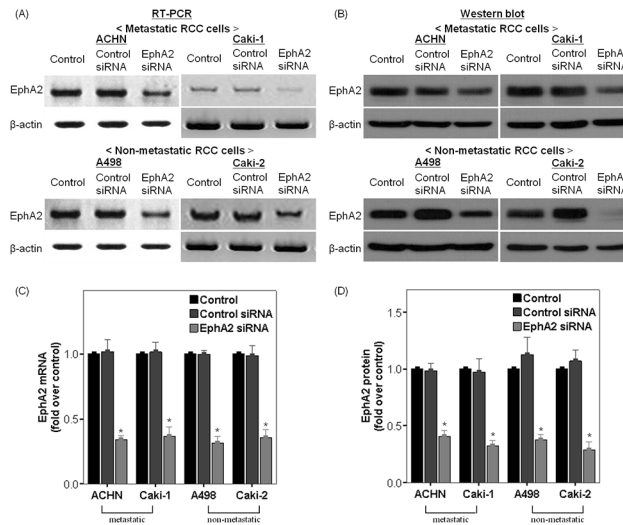 (A) RT-PCR
< Metastatic RCC cells >
ACHN Caki-1
Control Control siRNA EphA2 siRNA Control Control siRNA EphA2 siRNA
EphA2
β-actin
< Non-metastatic RCC cells >
A498 Caki-2
Control Control siRNA EphA2 siRNA Control Control siRNA EphA2 siRNA
EphA2
β-actin
(B) Western blot
< Metastatic RCC cells >
ACHN Caki-1
Control Control siRNA EphA2 siRNA Control Control siRNA EphA2 siRNA
EphA2
β-actin
< Non-metastatic RCC cells >
A498 Caki-2
Control Control siRNA EphA2 siRNA Control Control siRNA EphA siRN
EphA2
β-actin
(C)
Control
Control siRNA
EphA2 siRNA
EphA2 mRNA
(fold over control)
1.0
0.5
0.0
* * * *
ACHN Caki-1 A498 Caki-2
metastatic non-metastatic
(D)
Control
Control siRNA
EphA2 siRNA
EphA2 protein
(fold over control)
1.5
1.0
0.5
0.0
* * * *
ACHN Caki-1 A498 Caki-2
metastatic non-metastatic